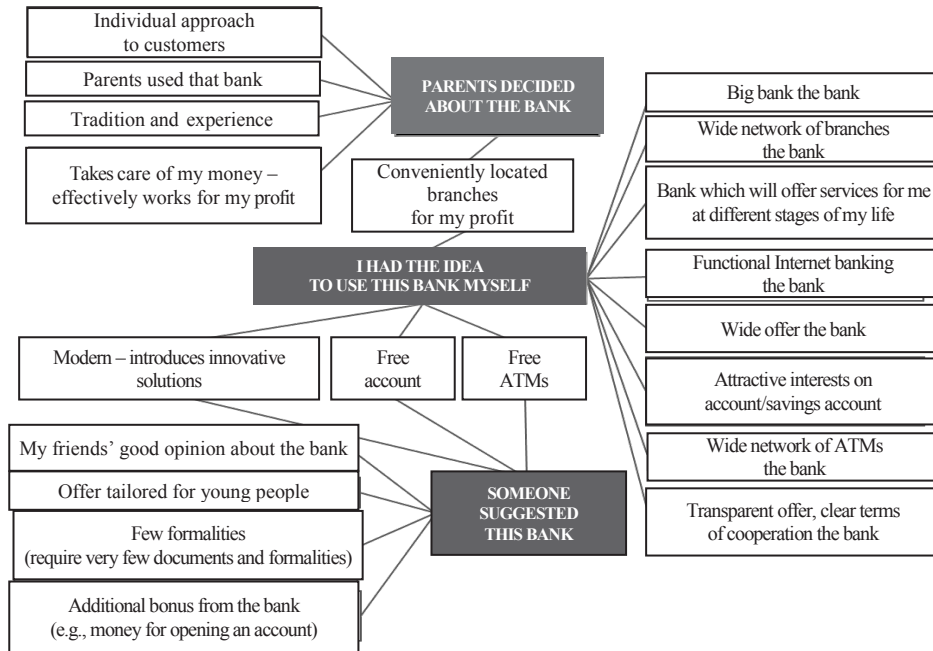 Individual approach
to customers
Parents used that bank
Tradition and experience
Takes care of my money –
effectively works for my profit
PARENTS DECIDED
ABOUT THE BANK
Conveniently located
branches
for my profit
I HAD THE IDEA
TO USE THIS BANK MYSELF
Big bank the bank
Wide network of branches
the bank
Bank which will offer services for me
at different stages of my life
Functional Internet banking
the bank
Wide offer the bank
Attractive interests on
account/savings account
Wide network of ATMs
the bank
Transparent offer, clear terms
of cooperation the bank
Modern – introduces innovative
solutions
Free
account
Free
ATMs
My friends’ good opinion about the bank
Offer tailored for young people
Few formalities
(require very few documents and formalities)
Additional bonus from the bank
(e.g., money for opening an account)
SOMEONE
SUGGESTED
THIS BANK